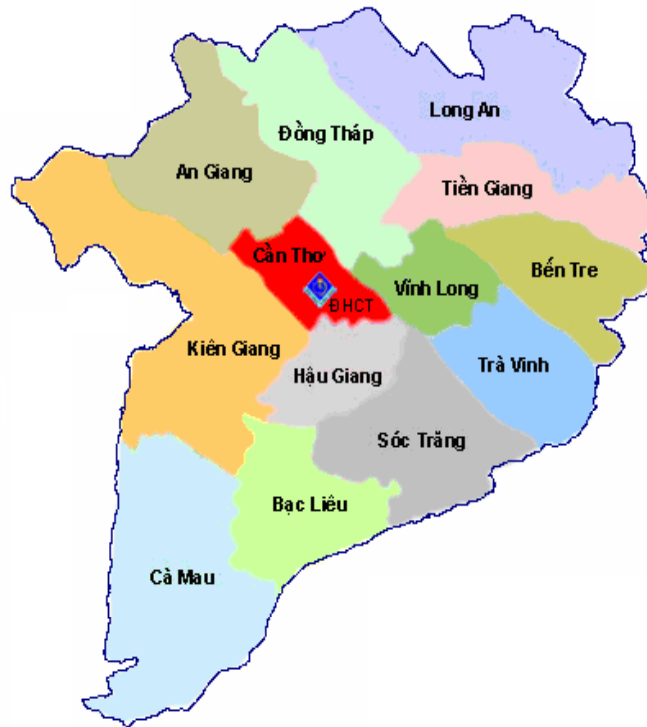 Long An
Đồng Tháp
An Giang
Tiền Giang
Cần Thơ
Bến Tre
Vĩnh Long
ĐHCT
Kiên Giang
Trà Vinh
Hậu Giang
Sóc Trăng
Bạc Liêu
Cà Mau